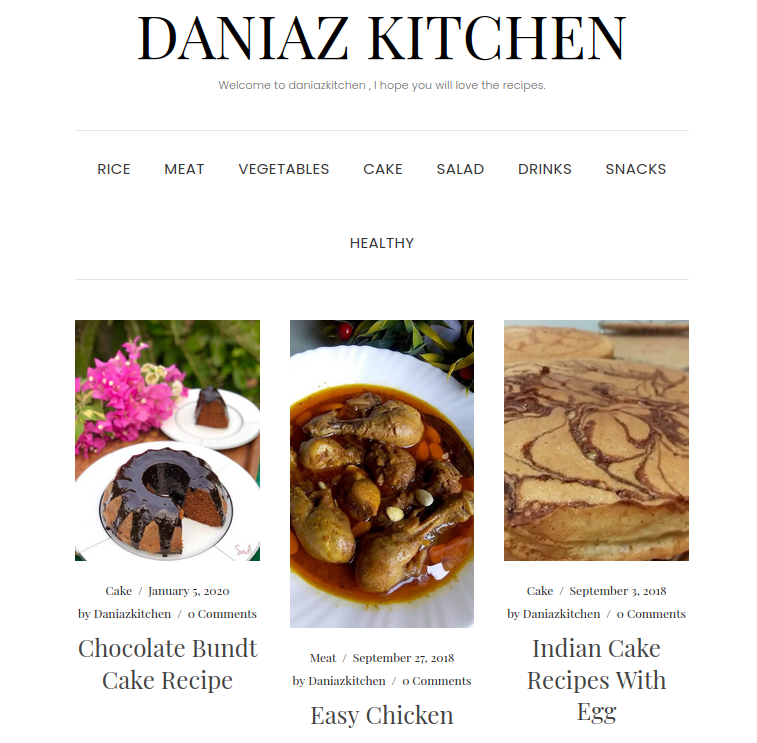 DANIAZ KITCHEN
Welcome to daniazkitchen , I hope you will love the recipes.
RICE MEAT VEGETABLES CAKE SALAD DRINKS SNACKS
HEALTHY
Cake / January 5, 2020
by Daniazkitchen / 0 Comments
Chocolate Bundt
Cake Recipe
Meat / September 27, 2018
by Daniazkitchen / 0 Comments
Easy Chicken
Cake / September 3, 2018
by Daniazkitchen / 0 Comments
Indian Cake
Recipes With
Egg